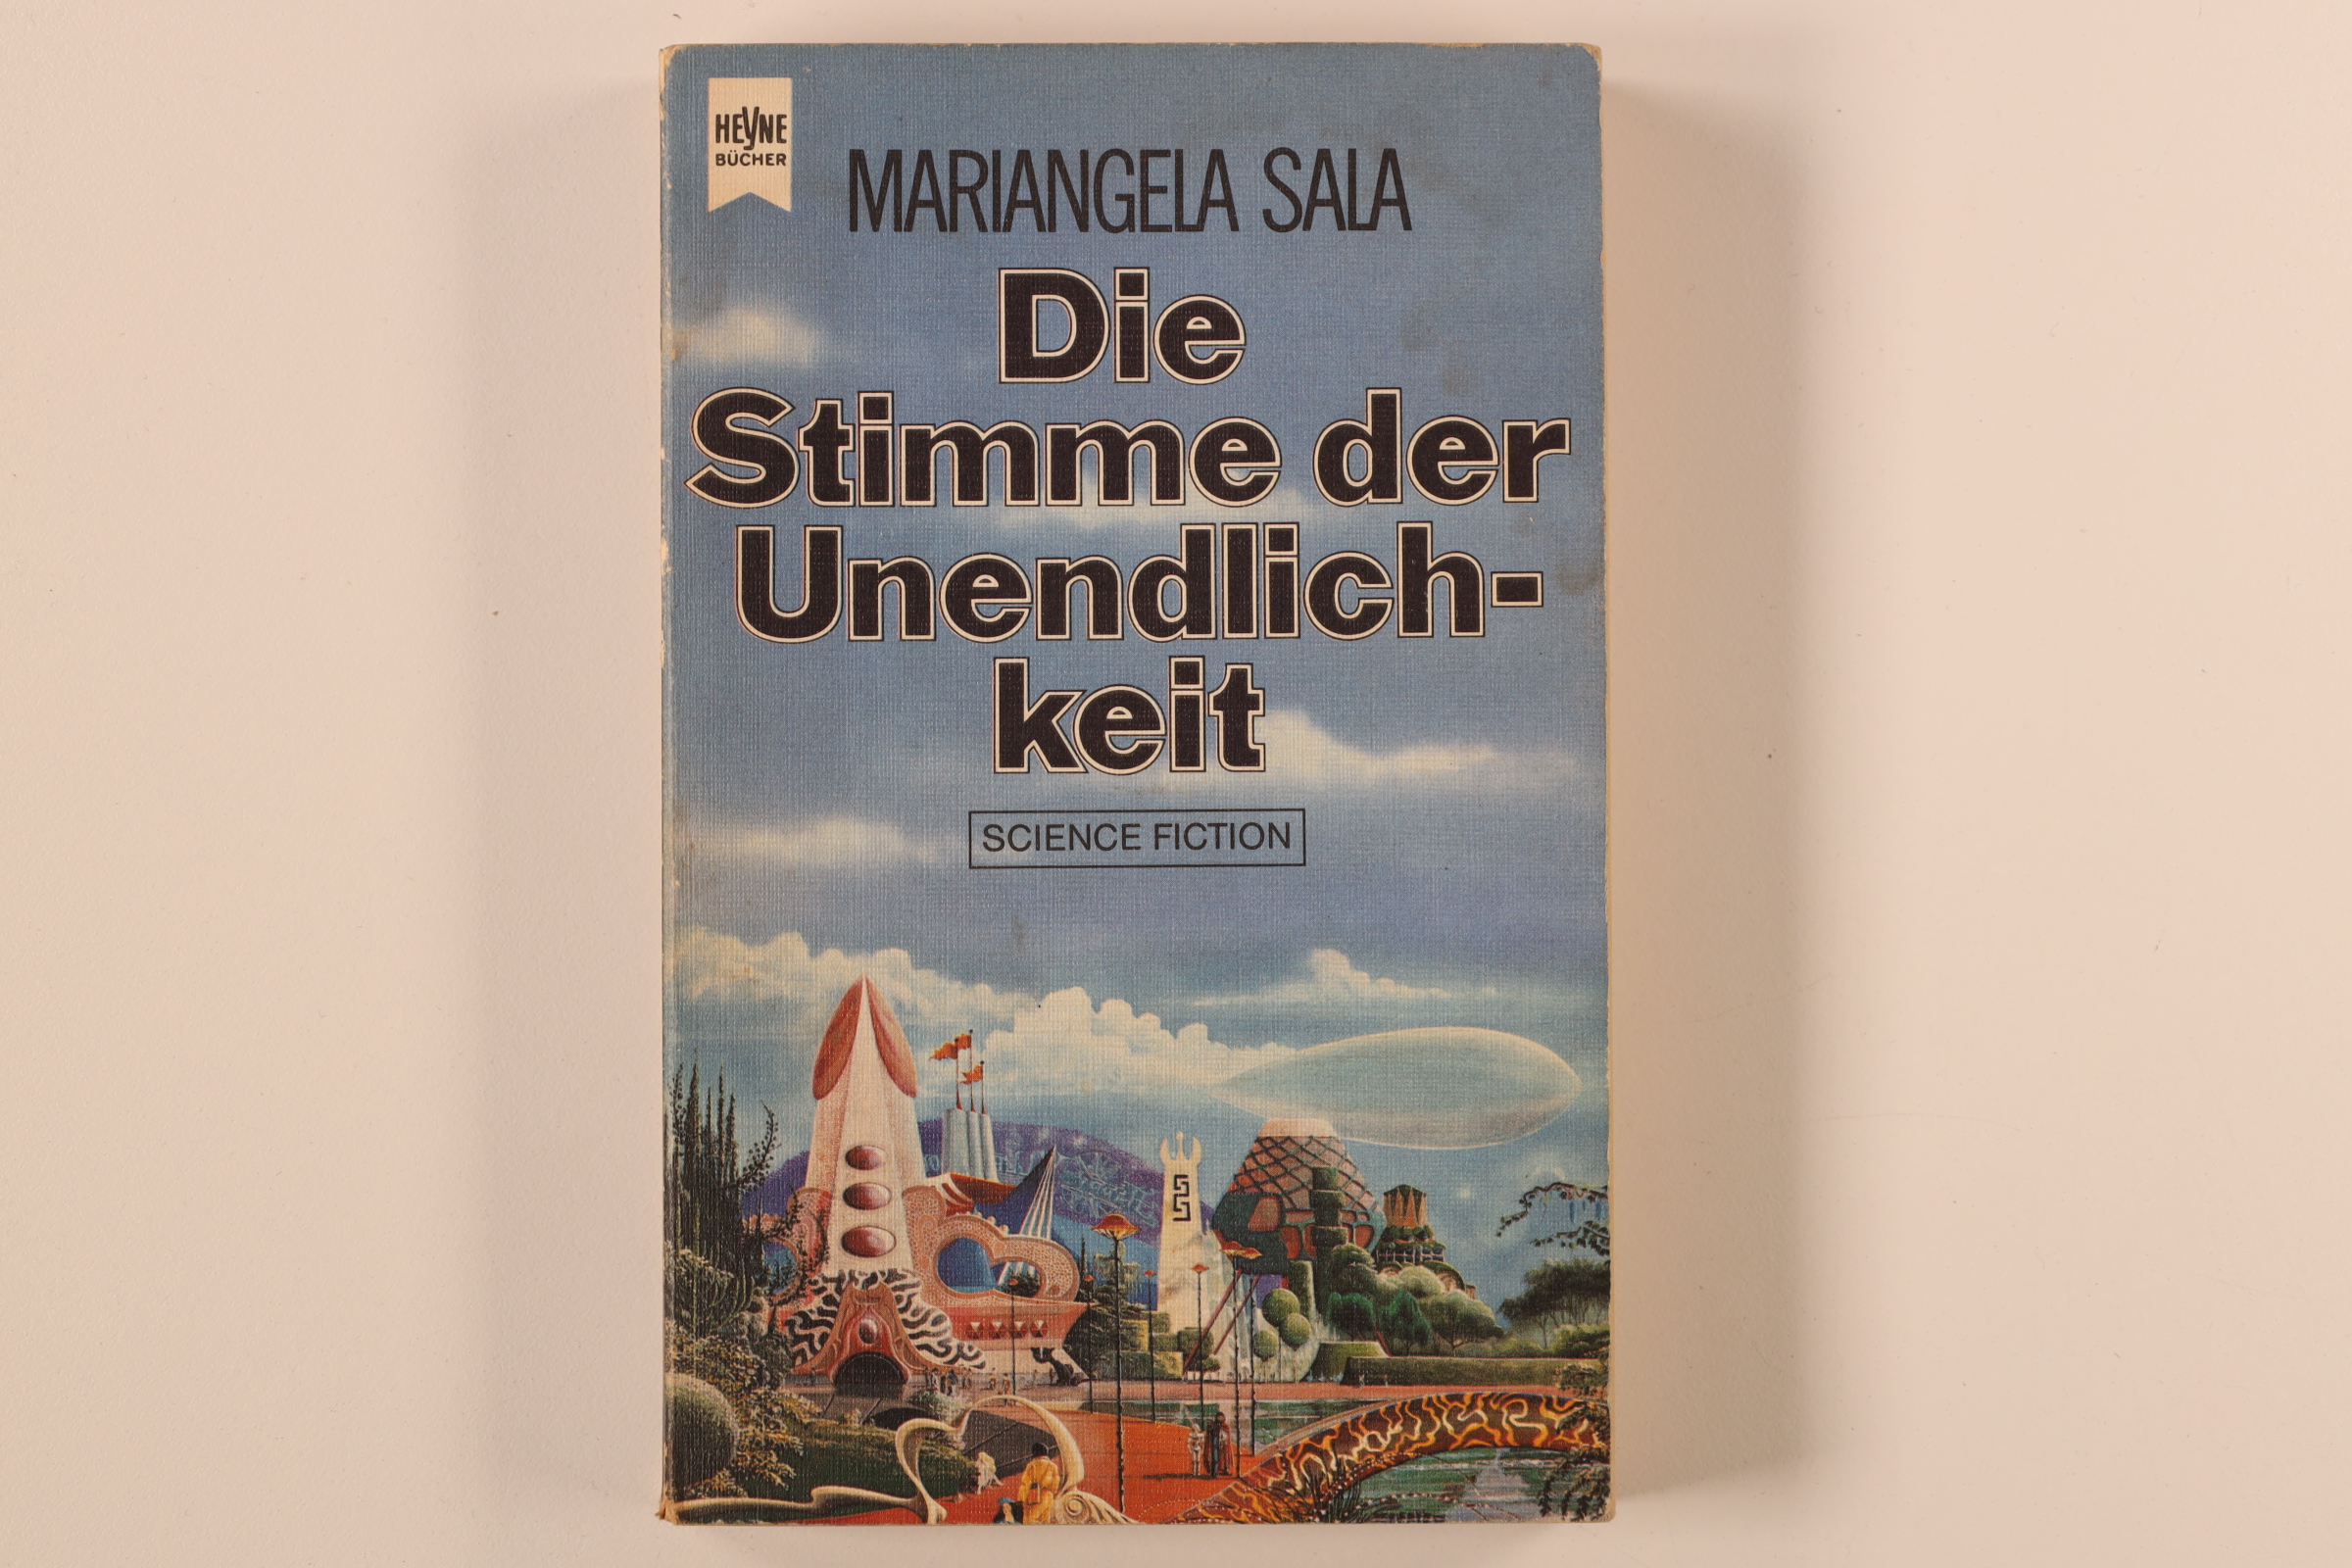 HEYNE
BÜCHER
MARIANGELA SALA
Die
Stimme der
Unendlich-
keit
SCIENCE FICTION